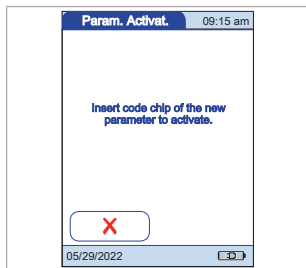 Param. Activat. 09:15 am
Insert code chip of the new
parameter to activate.
05/29/2022